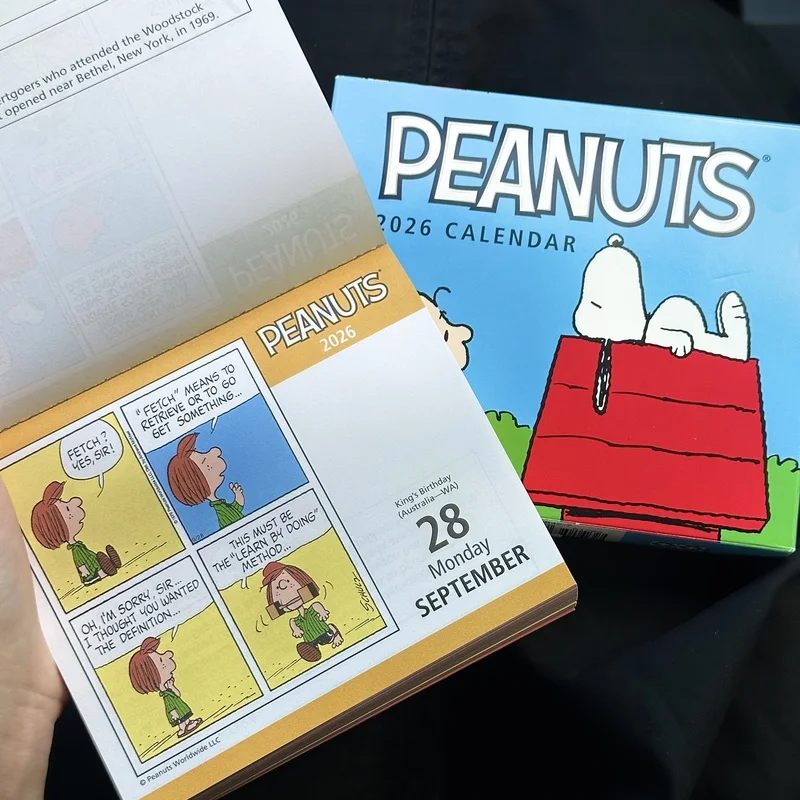 ertgoers who attended the Woodstock
opened near Bethel, New York, in 1969.
PEANUTS®
2026 CALENDAR
PEANUTS
2026
FETCH?
YES, SIR!
"FETCH" MEANS TO
RETRIEVE OR TO GO
GET SOMETHING...
OH, I'M SORRY, SIR...
I THOUGHT YOU WANTED
THE DEFINITION...
THIS MUST BE
THE "LEARN BY DOING"
METHOD...
SCHULZ
King's Birthday
(Australia—WA)
28
Monday
SEPTEMBER
© Peanuts Worldwide LLC